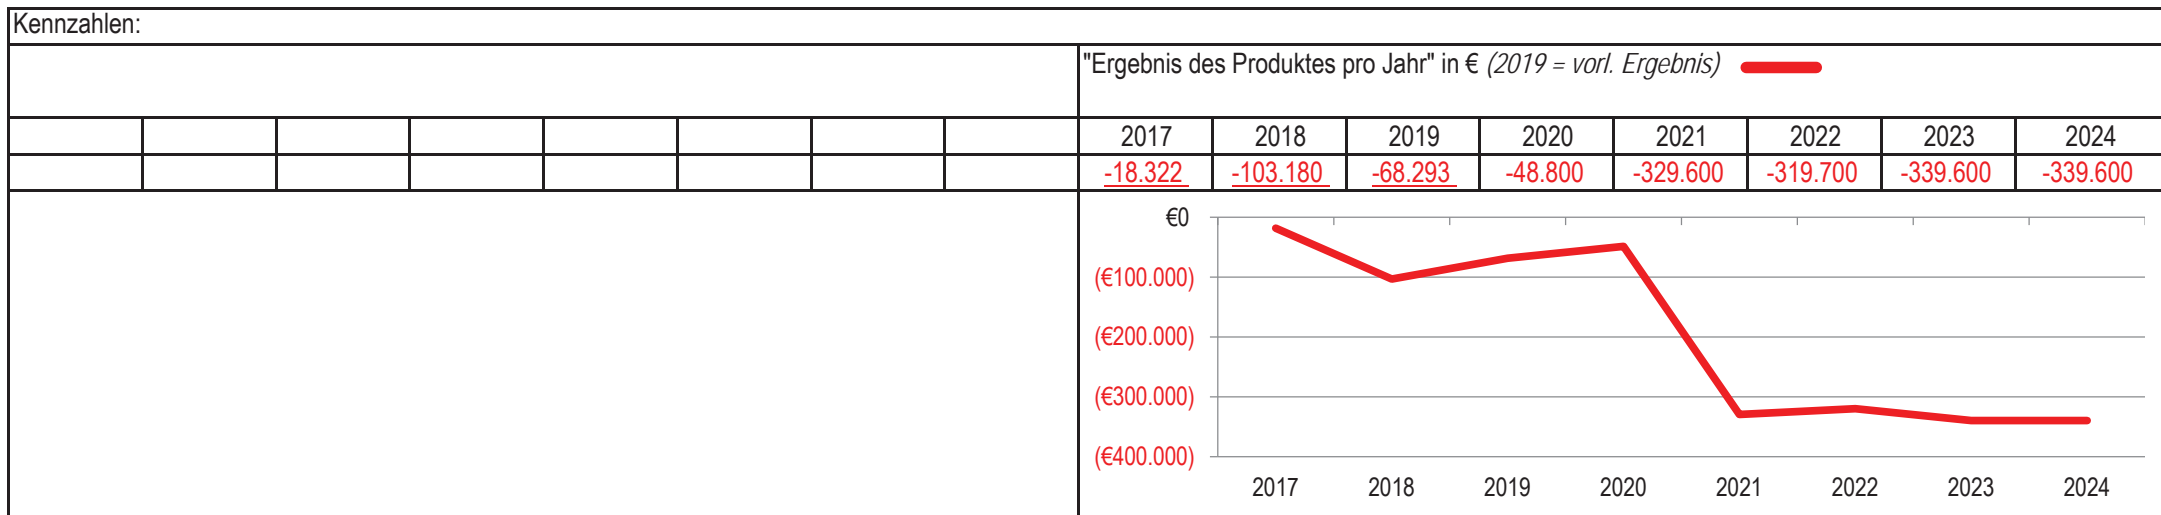 Kennzahlen:
"Ergebnis des Produktes pro Jahr" in € (2019 = vorl. Ergebnis)
2017 2018 2019 2020 2021 2022 2023 2024
-18.322 -103.180 -68.293 -48.800 -329.600 -319.700 -339.600 -339.600
€0
(€100.000)
(€200.000)
(€300.000)
(€400.000)
2017 2018 2019 2020 2021 2022 2023 2024